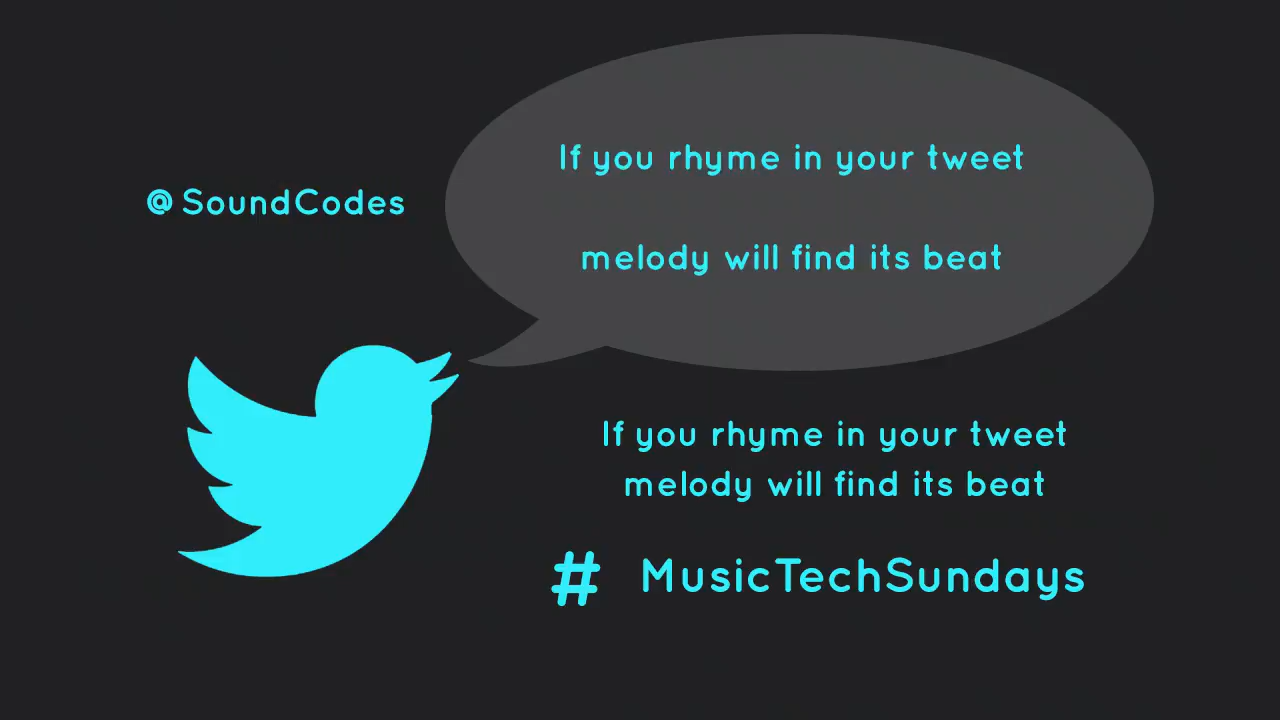 @SoundCodes
If you rhyme in your tweet
melody will find its beat
If you rhyme in your tweet
melody will find its beat
# MusicTechSundays